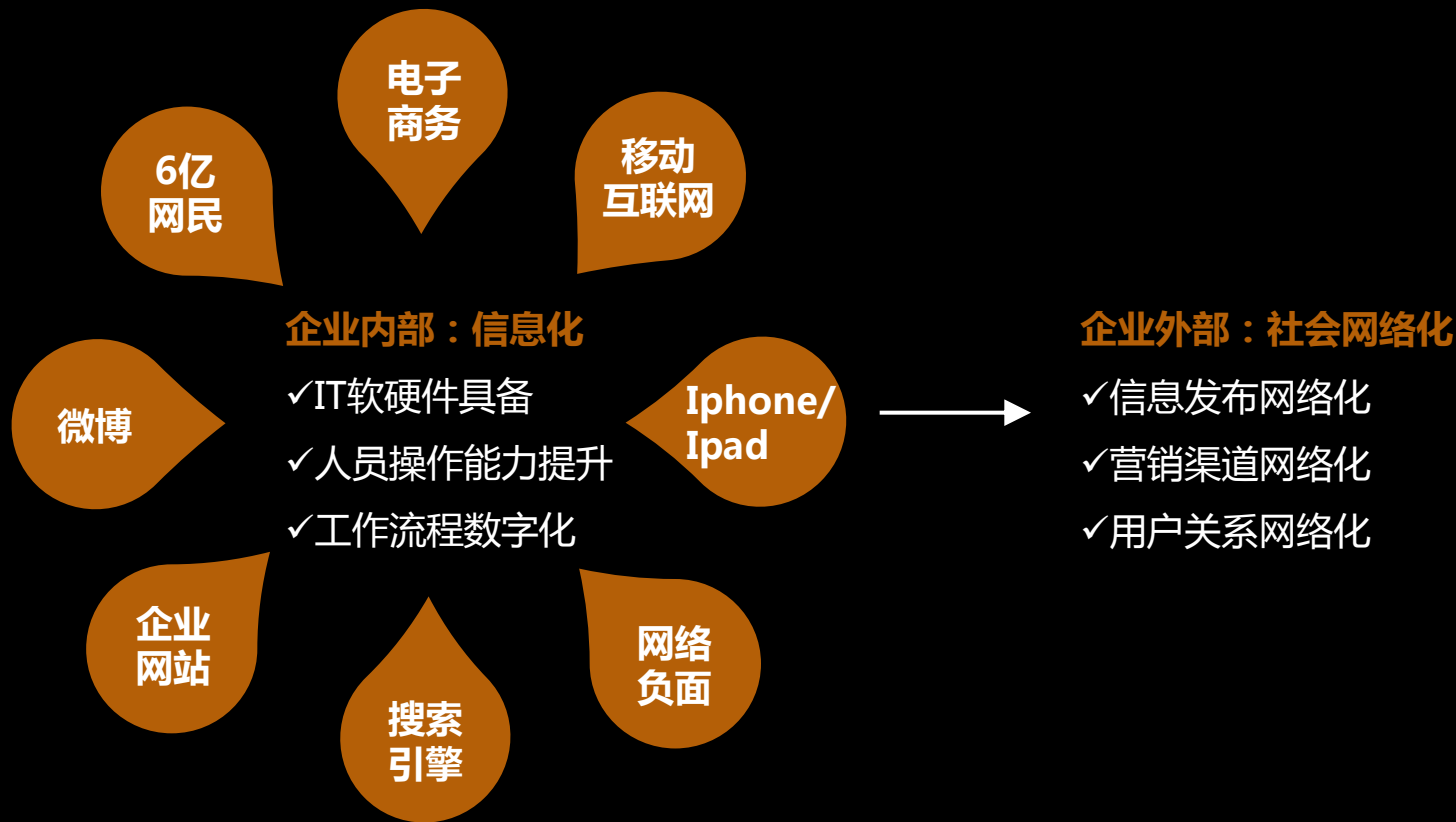 电子
商务
6亿
网民
移动
互联网
企业内部：信息化
✓IT软硬件具备
✓人员操作能力提升
✓工作流程数字化
微博
Iphone/
Ipad
企业外部：社会网络化
✓信息发布网络化
✓营销渠道网络化
✓用户关系网络化
企业
网站
搜索
引擎
网络
负面